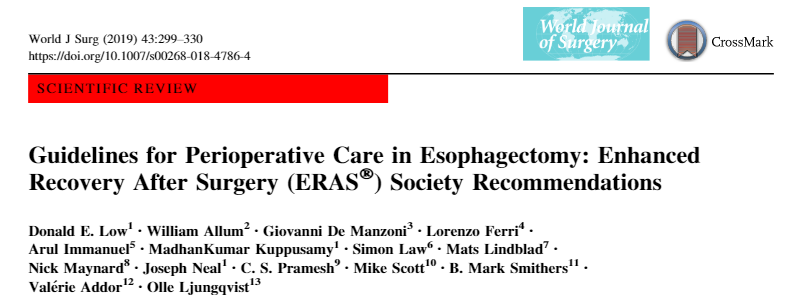 World J Surg (2019) 43:299–330
https://doi.org/10.1007/s00268-018-4786-4
World Journal
of Surgery
CrossMark
SCIENTIFIC REVIEW
Guidelines for Perioperative Care in Esophagectomy: Enhanced
Recovery After Surgery (ERAS®) Society Recommendations
Donald E. Low1 · William Allum2 · Giovanni De Manzoni3 · Lorenzo Ferri4 ·
Arul Immanuel5 · MadhanKumar Kuppusamy1 · Simon Law6 · Mats Lindblad7 ·
Nick Maynard8 · Joseph Neal1 · C. S. Pramesh9 · Mike Scott10 · B. Mark Smithers11 ·
Valérie Addor12 · Olle Ljungqvist13